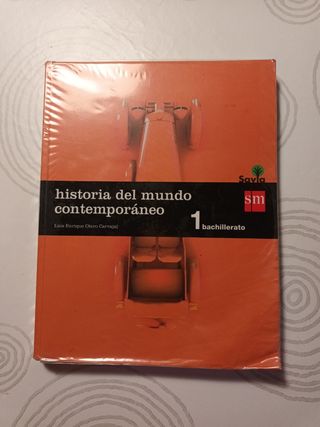 Savia
sm
historia del mundo
contemporáneo
Luis Enrique Otero Carvajal
1 bachillerato